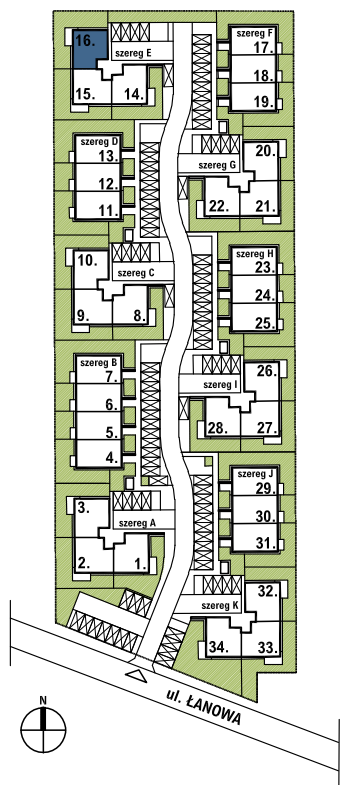 16.
szereg E
15.
14.
szereg F
17.
18.
19.
szereg D
13.
12.
11.
szereg G
20.
22.
21.
10.
szereg C
9.
8.
szereg H
23.
24.
25.
szereg B
7.
6.
5.
4.
26.
szereg I
28.
27.
3.
szereg A
2.
1.
szereg J
29.
30.
31.
32.
szereg K
34.
33.
ul. ŁANOWA
N